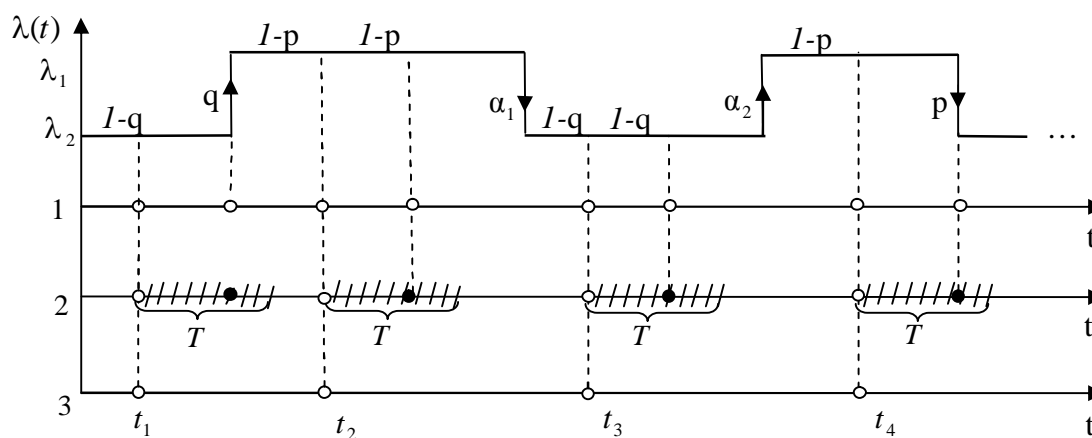 λ(t)
1-p 1-p 1-p
λ₁
q α₁ α₂ p
1-q 1-q 1-q
λ₂ ...
1
t
2
T T T T
t
3
t₁ t₂ t₃ t₄ t